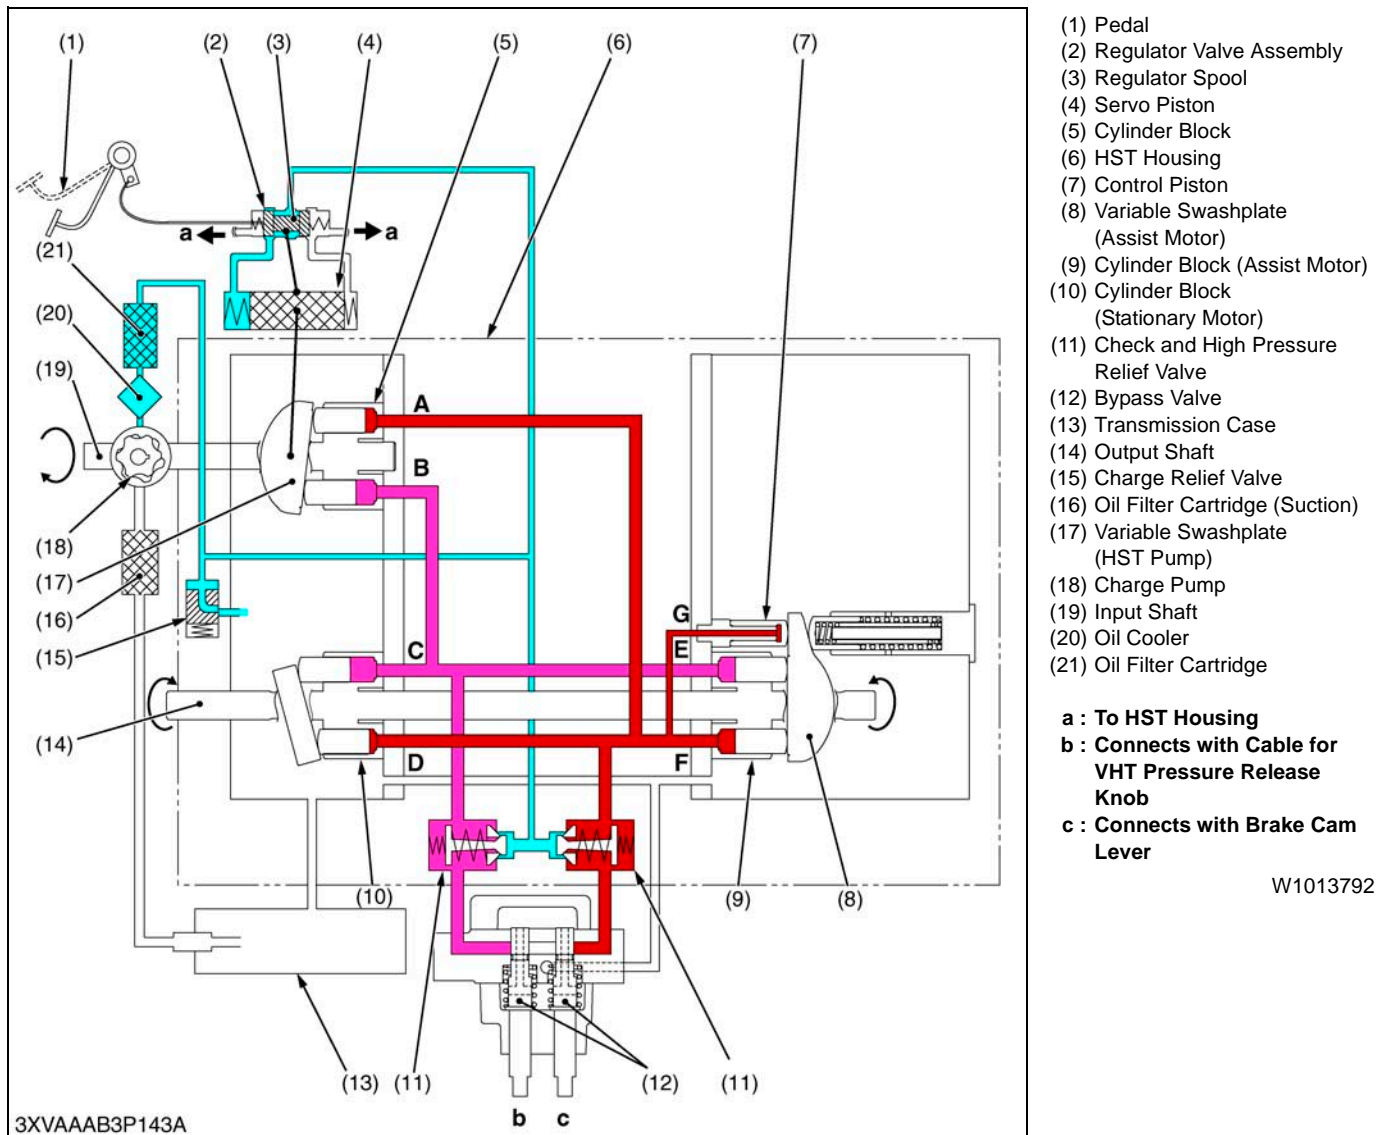 (1) (2) (3) (4) (5) (6) (7)
a a
(21)
(20)
(19)
A
B
(18)
(17)
(16)
G
(15)
C E
(14)
D F
(10) (9) (8)
(13) (11) (12) (11)
b c
3XVAAAB3P143A
(1) Pedal
(2) Regulator Valve Assembly
(3) Regulator Spool
(4) Servo Piston
(5) Cylinder Block
(6) HST Housing
(7) Control Piston
(8) Variable Swashplate
(Assist Motor)
(9) Cylinder Block (Assist Motor)
(10) Cylinder Block
(Stationary Motor)
(11) Check and High Pressure
Relief Valve
(12) Bypass Valve
(13) Transmission Case
(14) Output Shaft
(15) Charge Relief Valve
(16) Oil Filter Cartridge (Suction)
(17) Variable Swashplate
(HST Pump)
(18) Charge Pump
(19) Input Shaft
(20) Oil Cooler
(21) Oil Filter Cartridge
a : To HST Housing
b : Connects with Cable for
VHT Pressure Release
Knob
c : Connects with Brake Cam
Lever
W1013792